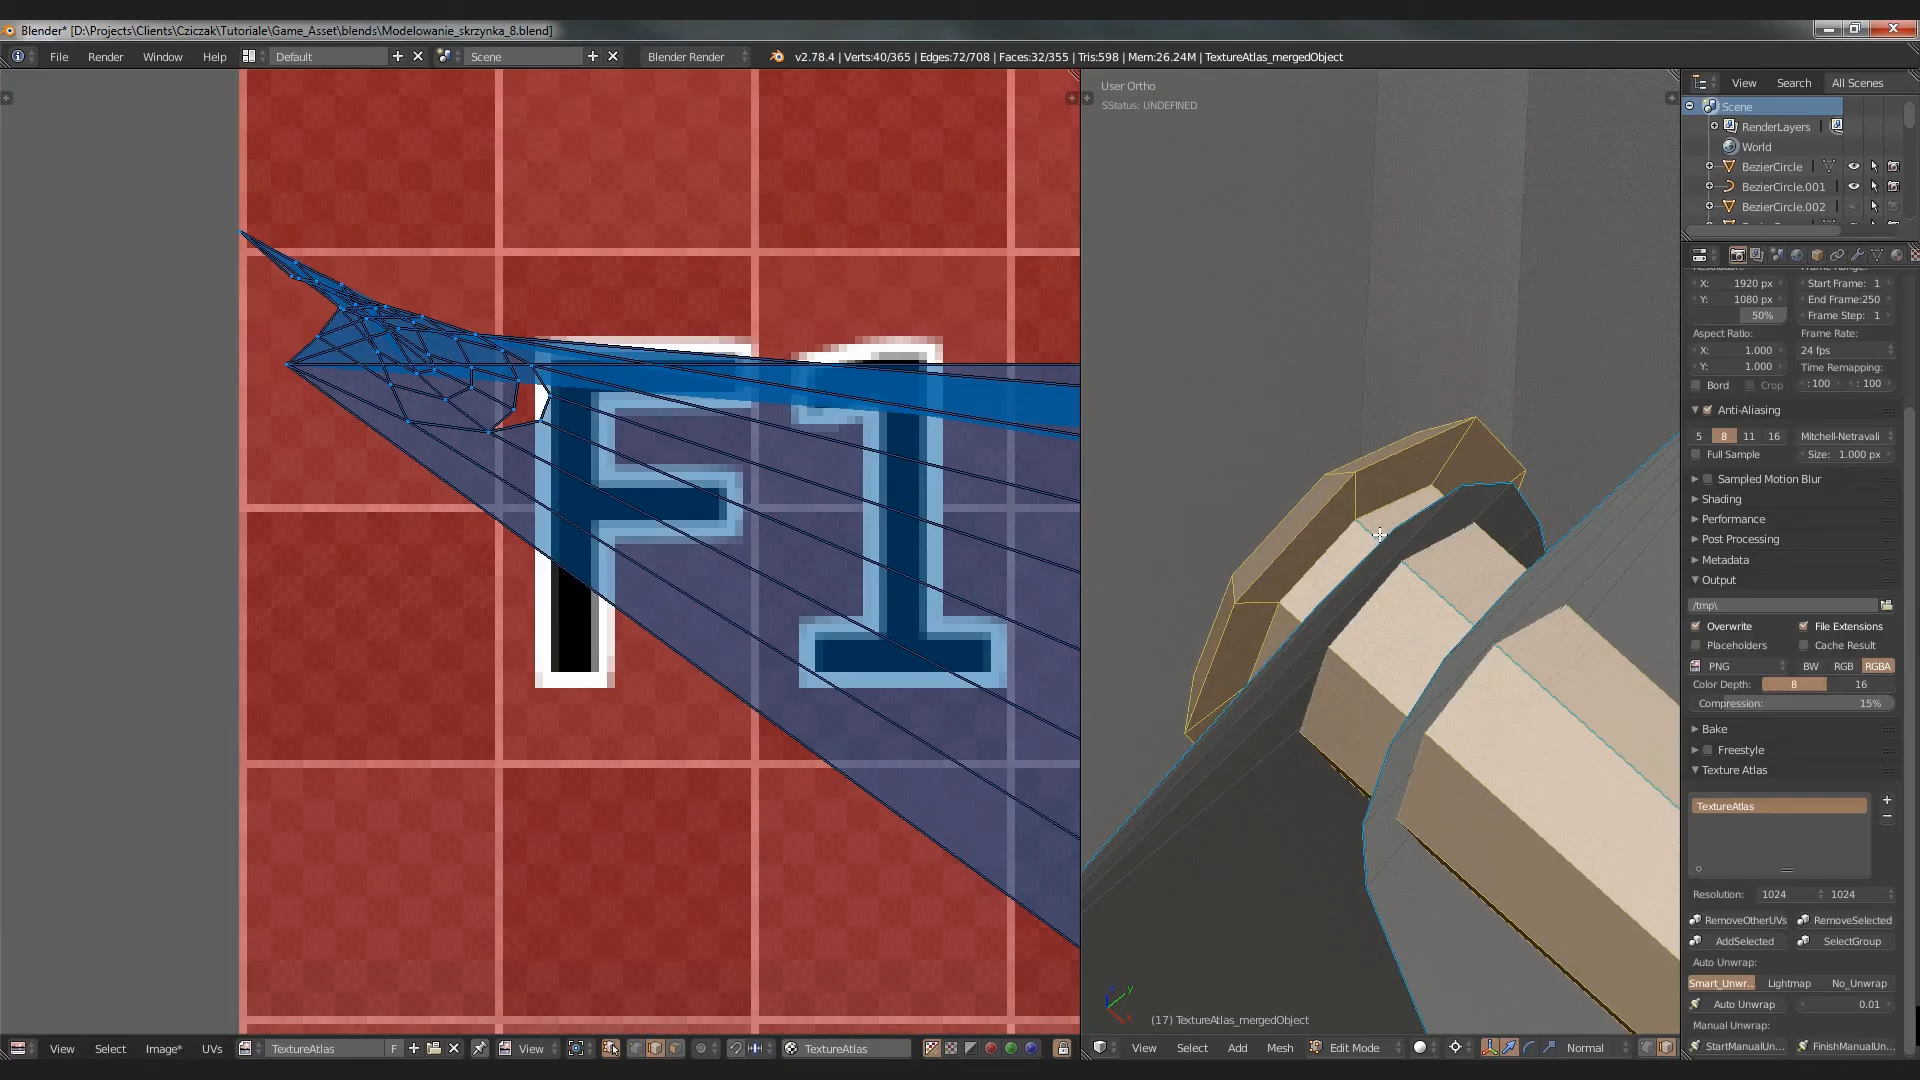 Blender* [D:\Projects\Clients\Cziczak\Tutoriale\Game_Asset\blends\Modelowanie_skrzynka_8.blend]
File Render Window Help Default Scene Blender Render v2.78.4 | Verts:40/365 | Edges:72/708 | Faces:32/355 | Tris:598 | Mem:26.24M | TextureAtlas_mergedObject
F1
User Ortho
SStatus: UNDEFINED
(17) TextureAtlas_mergedObject
View Search All Scenes
Scene
RenderLayers
World
BezierCircle
BezierCircle.001
BezierCircle.002
X: 1920 px Start Frame: 1
Y: 1080 px End Frame:250
50% Frame Step: 1
Aspect Ratio: Frame Rate:
X: 1.000 24 fps
Y: 1.000 Time Remapping:
Bord Crop : 100 : 100
Anti-Aliasing
5 8 11 16 Mitchell-Netravali
Full Sample Size: 1.000 px
Sampled Motion Blur
Shading
Performance
Post Processing
Metadata
Output
/tmp\
Overwrite File Extensions
Placeholders Cache Result
PNG BW RGB RGBA
Color Depth: 8 16
Compression: 15%
Bake
Freestyle
Texture Atlas
TextureAtlas
Resolution: 1024 1024
RemoveOtherUVs RemoveSelected
AddSelected SelectGroup
Auto Unwrap:
Smart_Unwr... Lightmap No_Unwrap
Auto Unwrap 0.01
Manual Unwrap:
StartManualUn... FinishManualUn...
View Select Image* UVs TextureAtlas F View TextureAtlas
View Select Add Mesh Edit Mode Normal